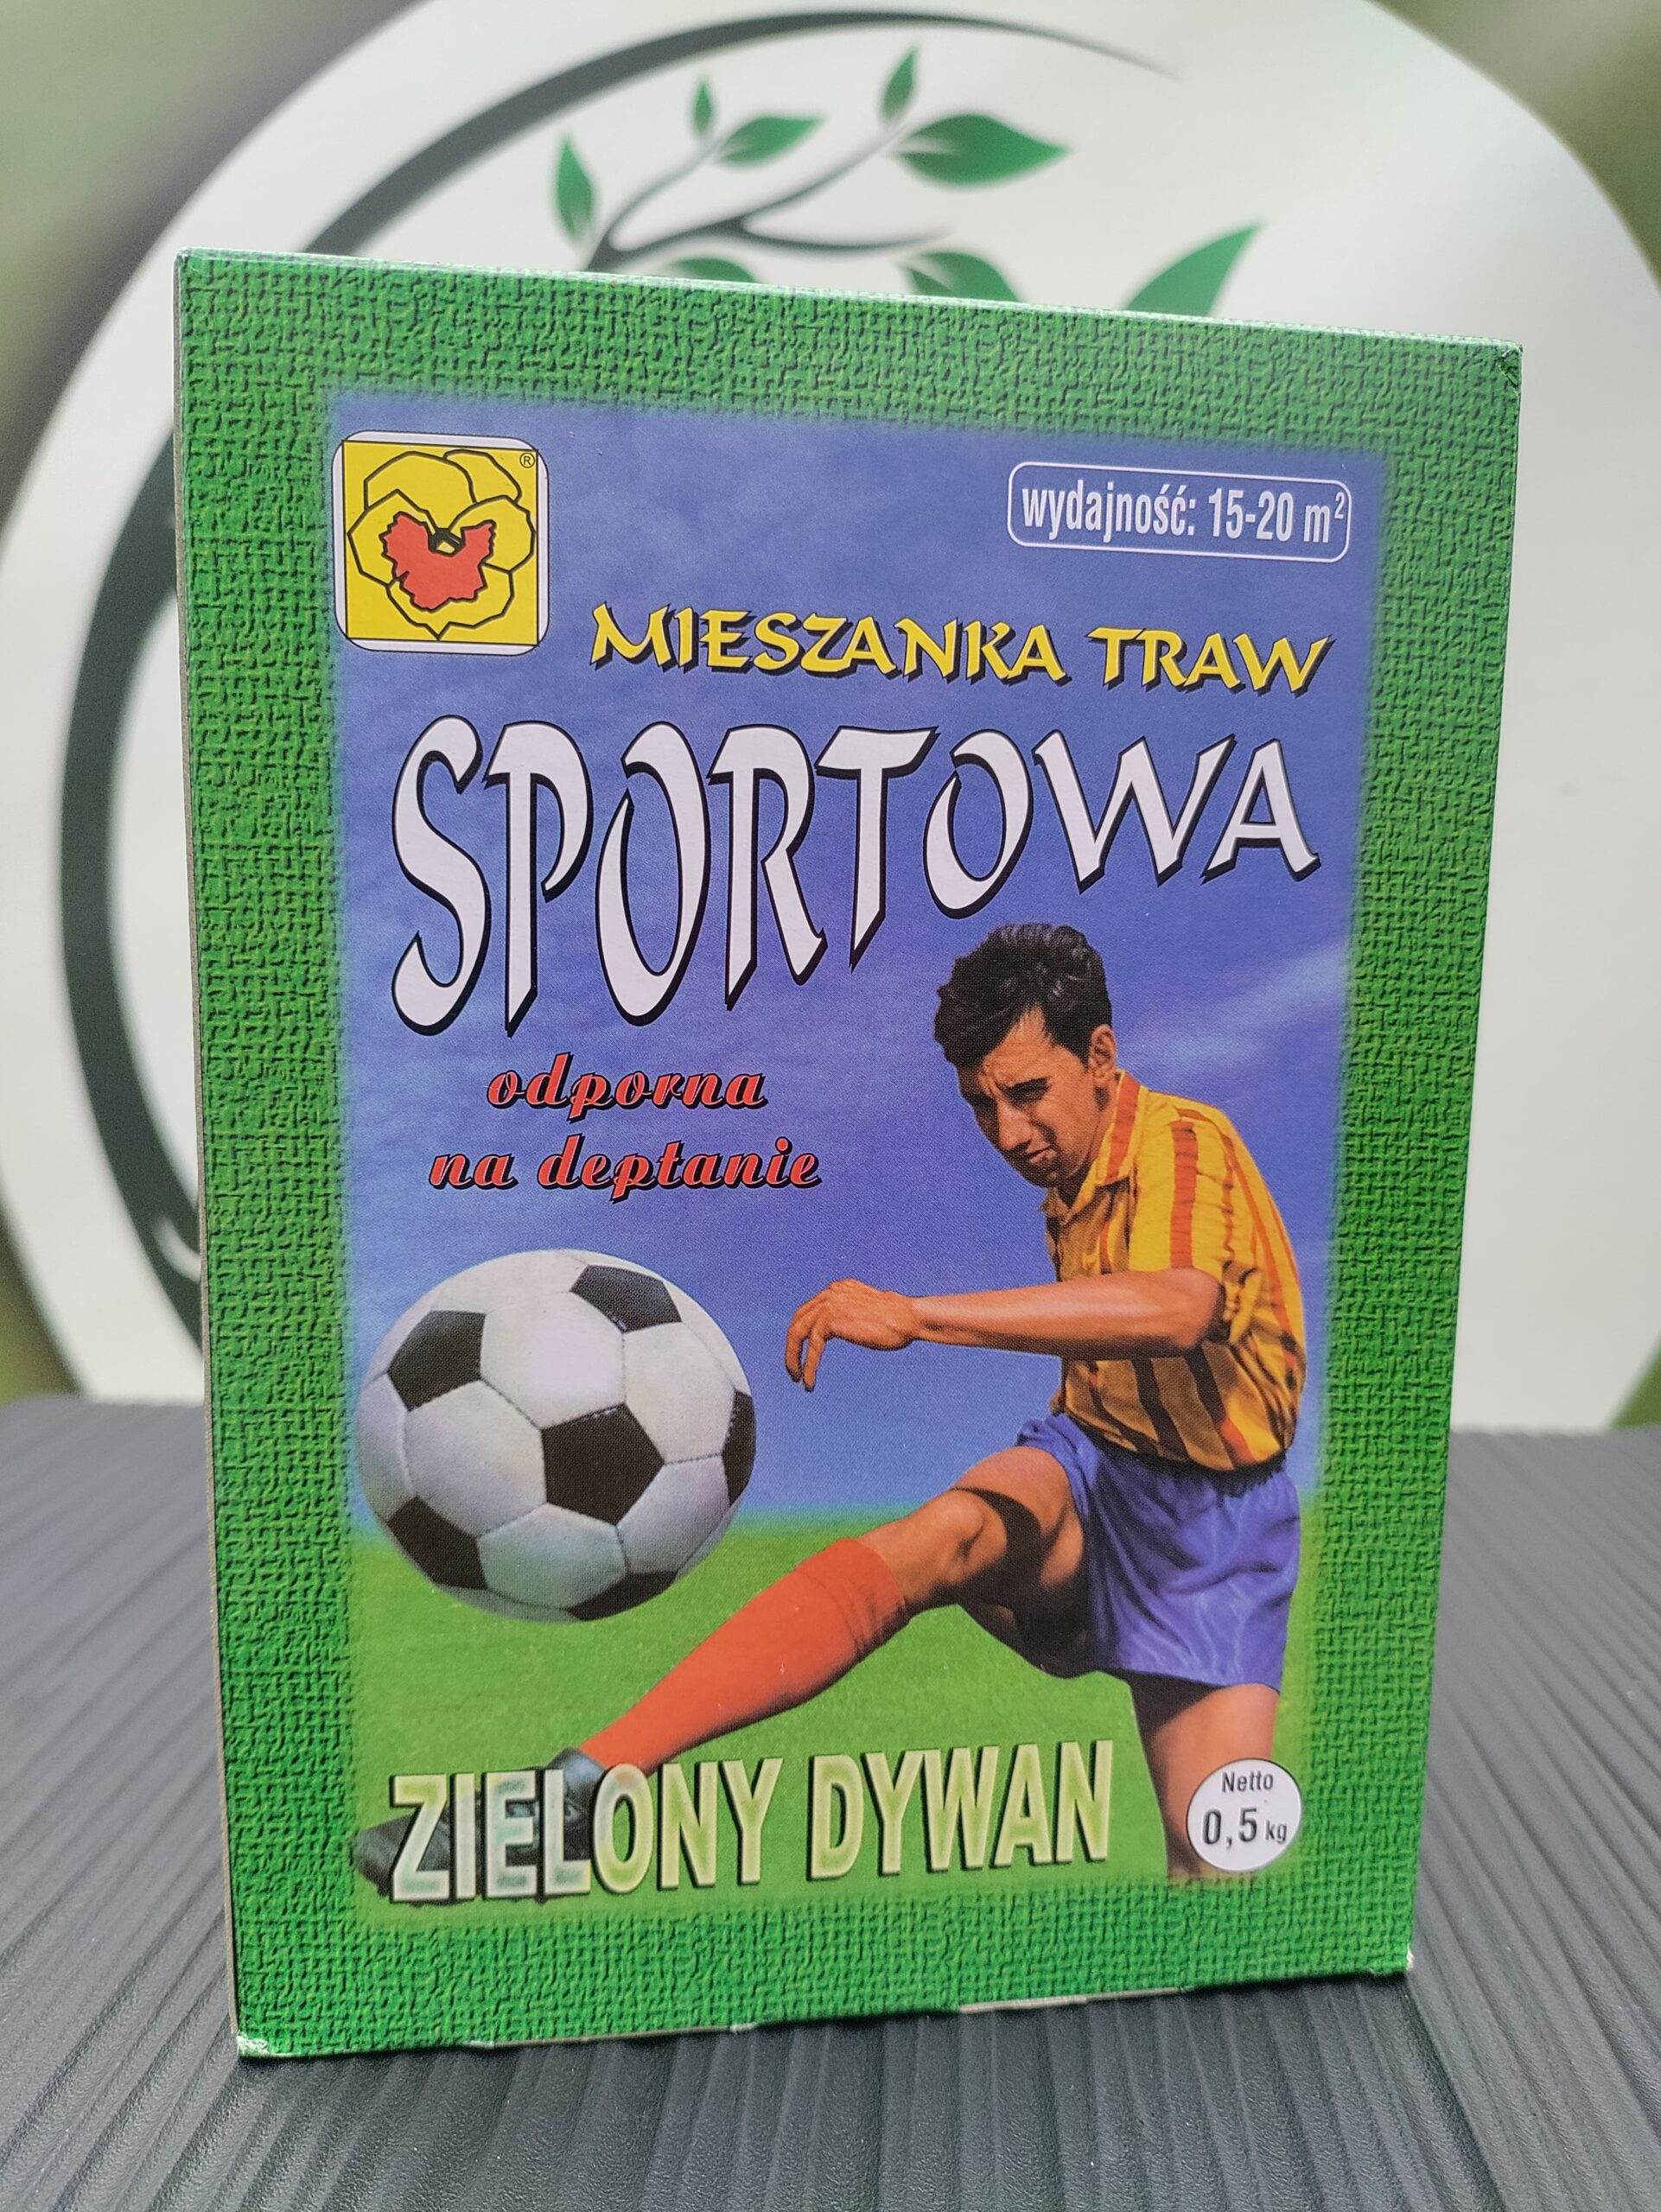 ®
wydajność: 15-20 m²
MIESZANKA TRAW
SPORTOWA
odporna
na deptanie
ZIELONY DYWAN
Netto
0,5 kg